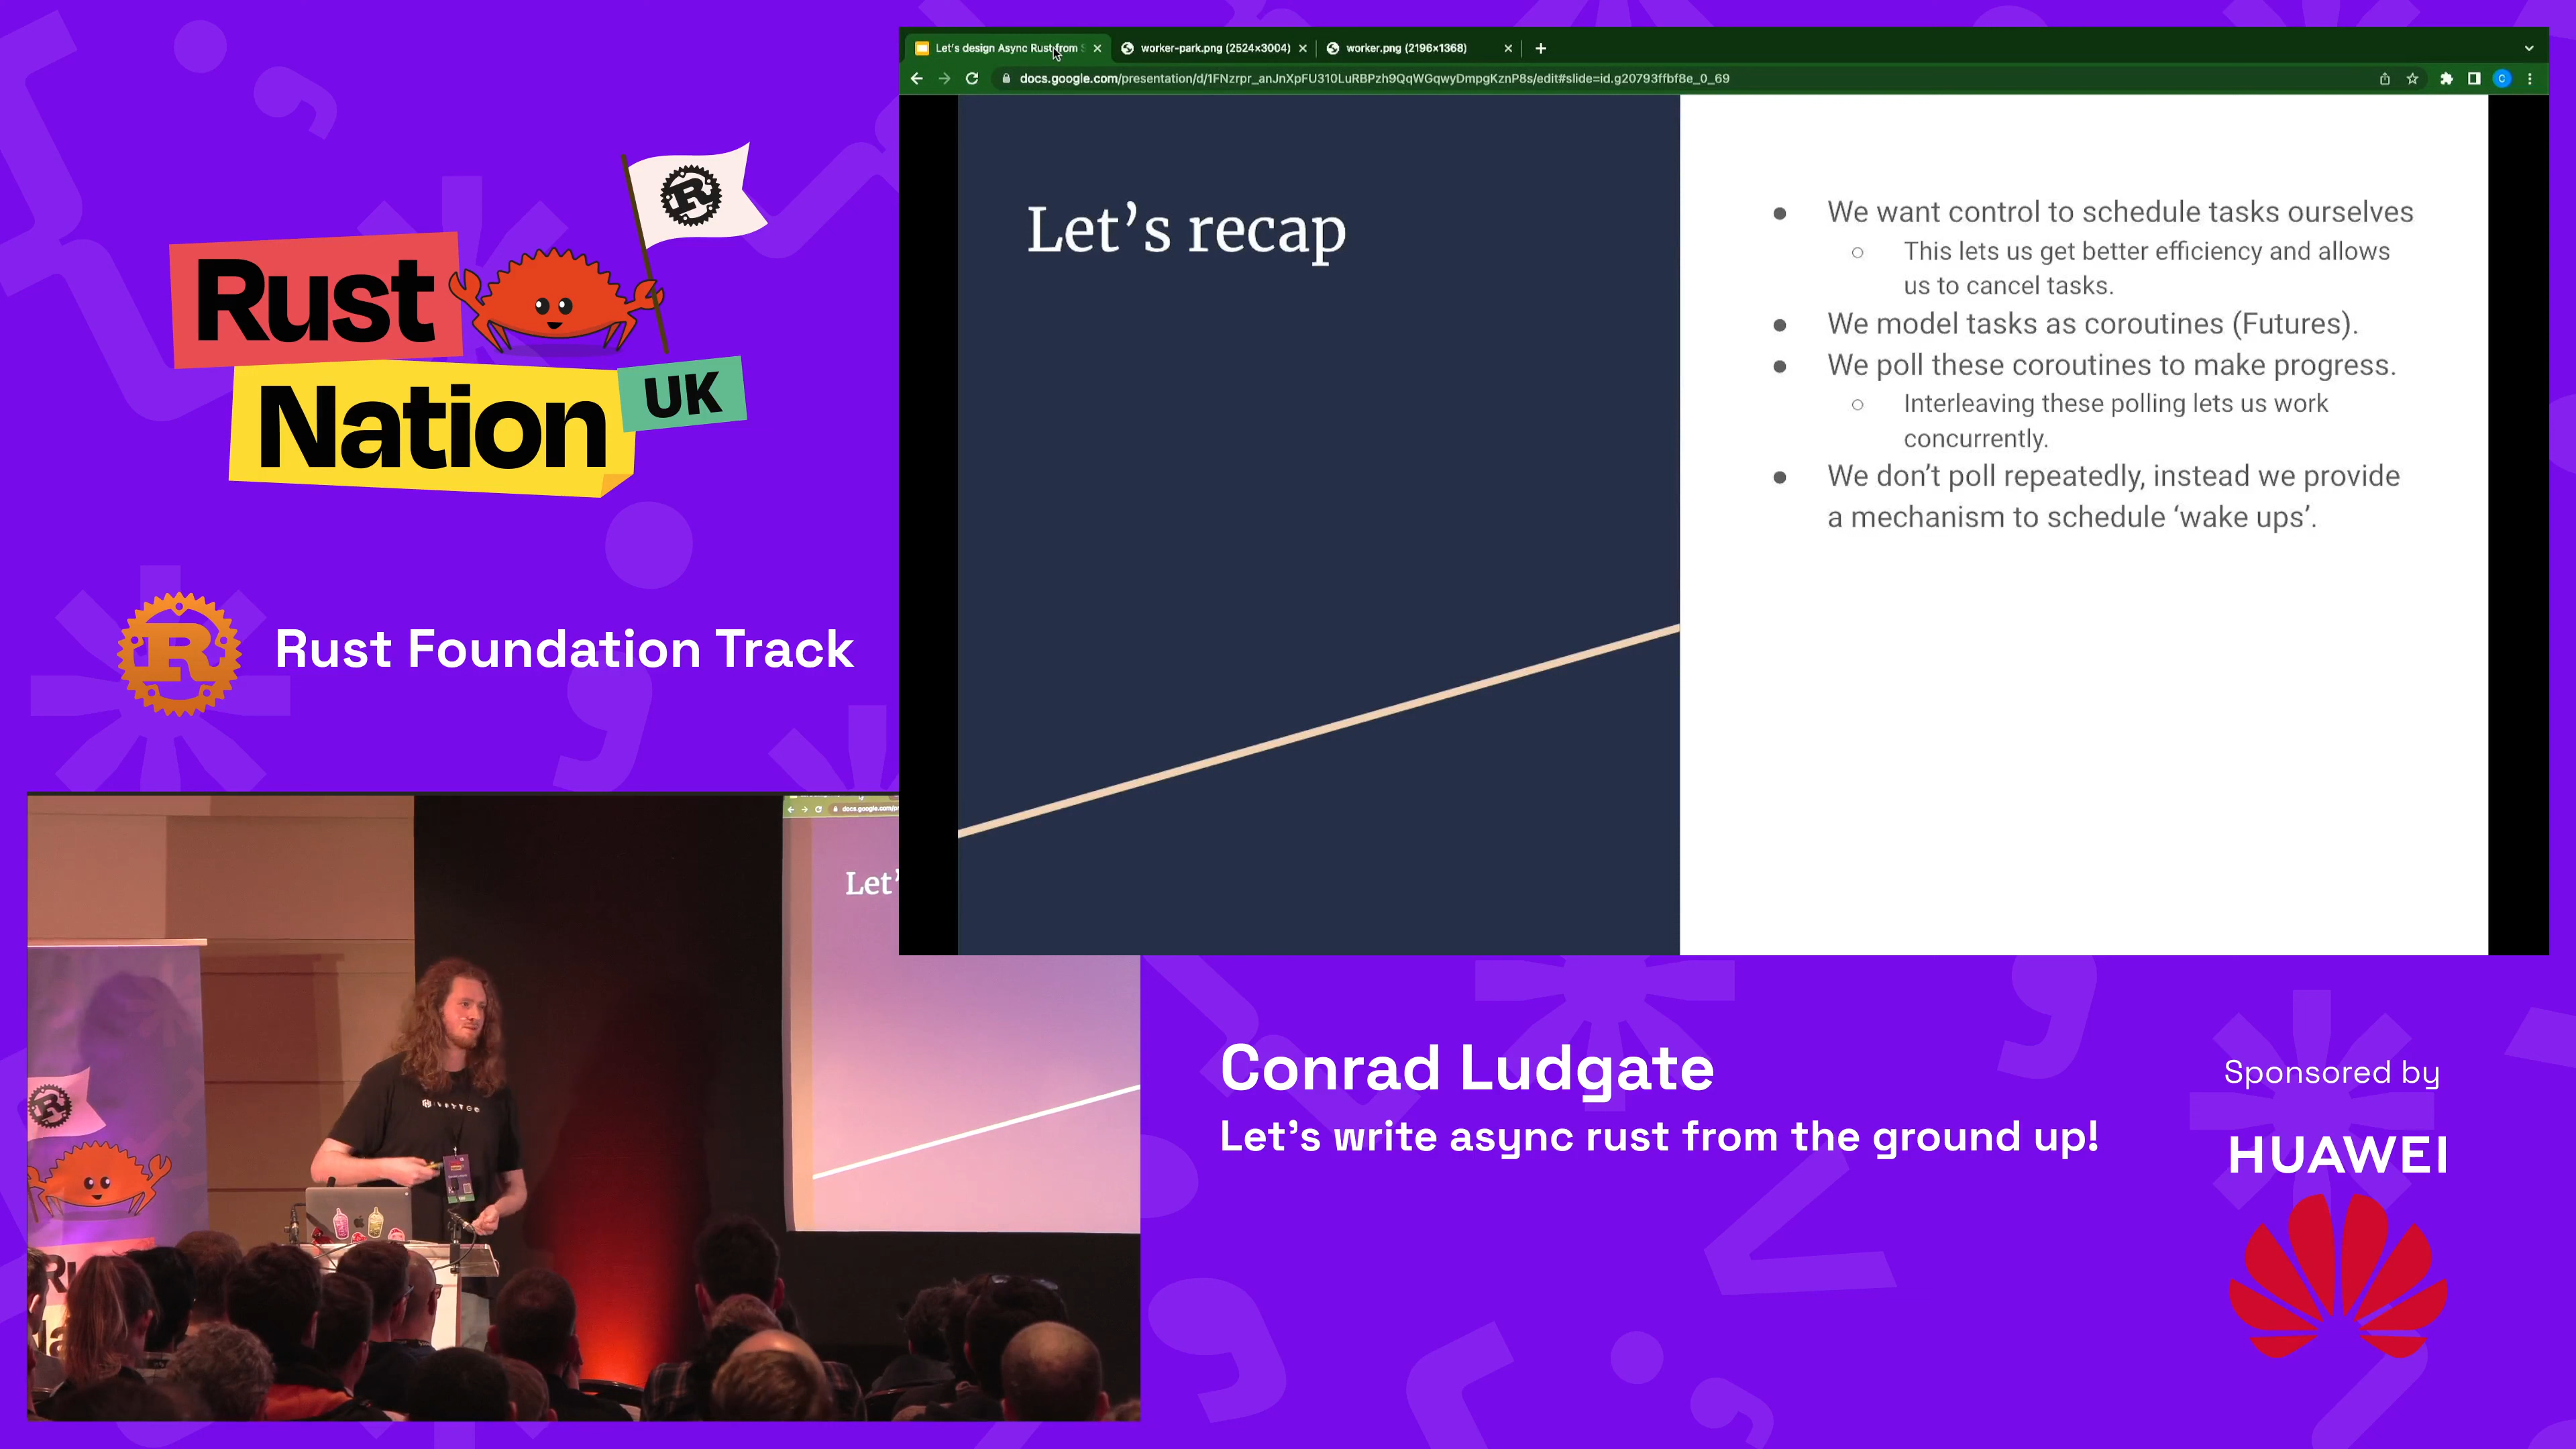 Rust
Nation
UK
Rust Foundation Track
Let's design Async Rust from S
worker-park.png (2524×3004)
worker.png (2196×1368)
docs.google.com/presentation/d/1FNzrpr_anJnXpFU310LuRBPzh9QqWGqwyDmpgKznP8s/edit#slide=id.g20793ffbf8e_0_69
C
Let’s recap
We want control to schedule tasks ourselves
This lets us get better efficiency and allows
us to cancel tasks.
We model tasks as coroutines (Futures).
We poll these coroutines to make progress.
Interleaving these polling lets us work
concurrently.
We don’t poll repeatedly, instead we provide
a mechanism to schedule ‘wake ups’.
docs.google.com/p
Let’
Conrad Ludgate
Let’s write async rust from the ground up!
Sponsored by
HUAWEI